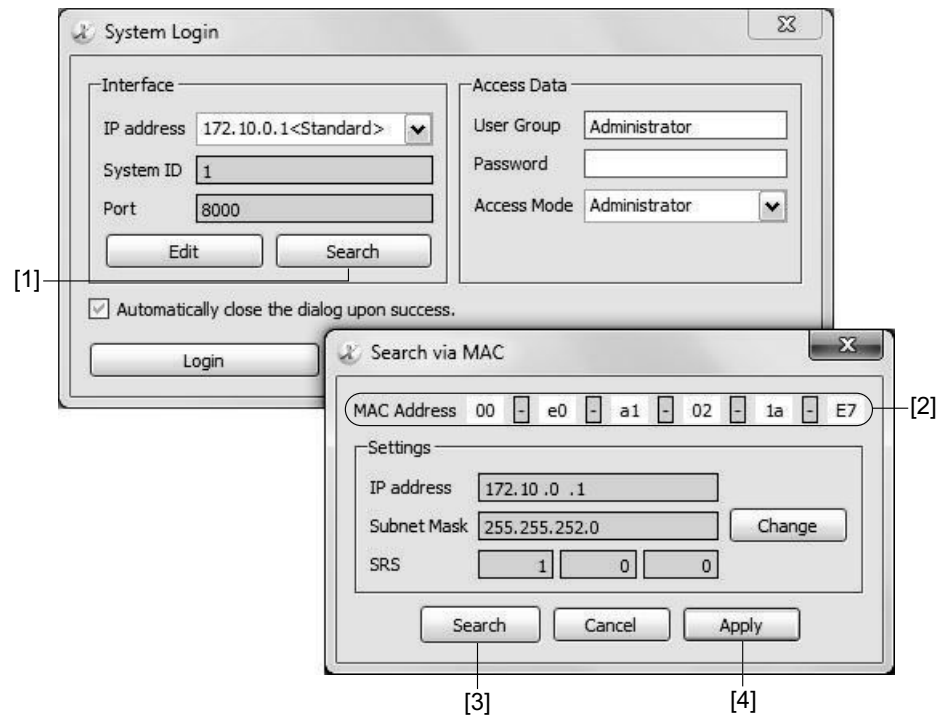 System Login
Interface
IP address 172.10.0.1<Standard>
System ID 1
Port 8000
Edit Search
Access Data
User Group Administrator
Password
Access Mode Administrator
[1]
Automatically close the dialog upon success.
Login
Search via MAC
MAC Address 00 - e0 - a1 - 02 - 1a - E7
[2]
Settings
IP address 172.10 .0 .1
Subnet Mask 255.255.252.0
Change
SRS 1 0 0
Search Cancel Apply
[3] [4]